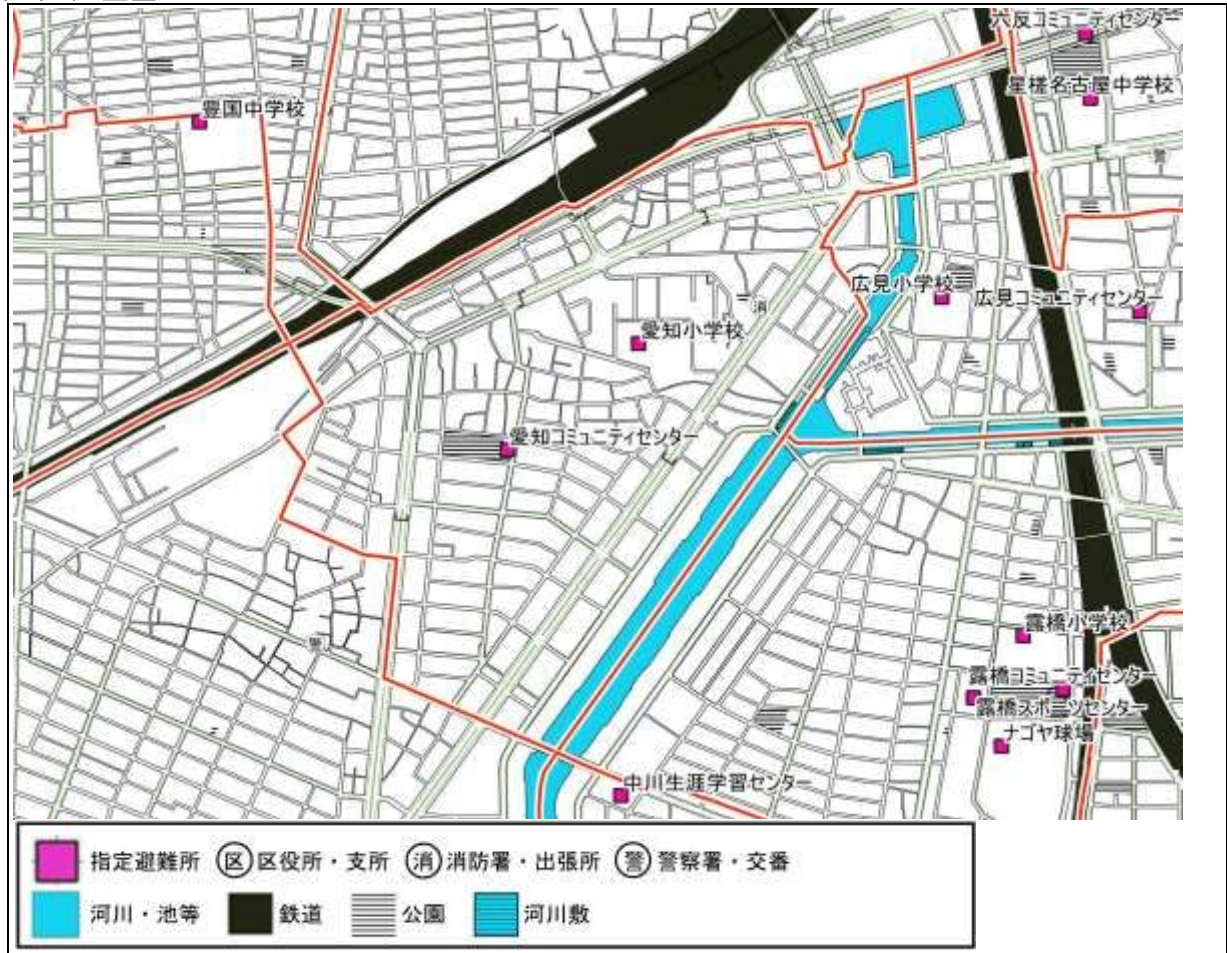 六反コミュニティセンター
星槎名古屋中学校
豊国中学校
警
広見小学校
広見コミュニティセンター
消
愛知小学校
愛知コミュニティセンター
警
露橋小学校
露橋コミュニティセンター
露橋スポーツセンター
ナゴヤ球場
中川生涯学習センター
指定避難所 区 区役所・支所 消 消防署・出張所 警 警察署・交番
河川・池等 鉄道 公園 河川敷